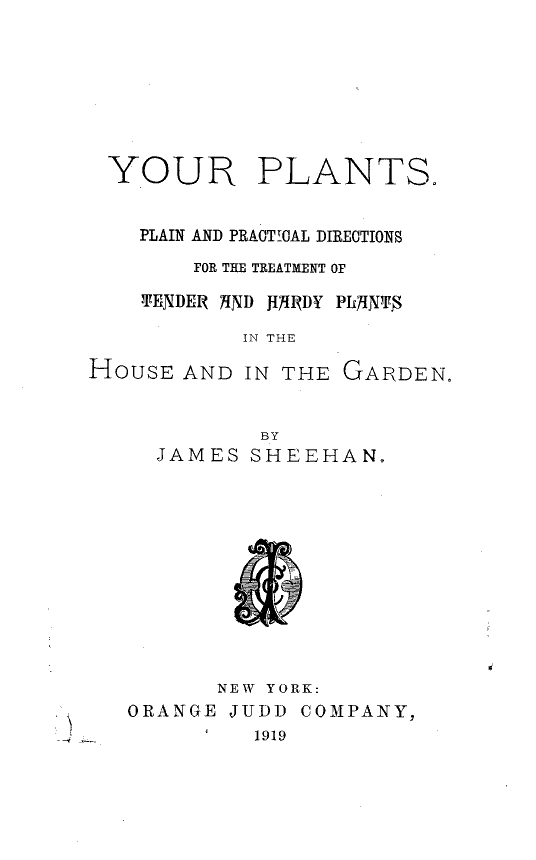 YOUR PLANTS.
PLAIN AND PRACTICAL DIRECTIONS
FOR THE TREATMENT OF
TENDER AND HARDY PLANTS
IN THE
HOUSE AND IN THE GARDEN.
BY
JAMES SHEEHAN.
NEW YORK:
ORANGE JUDD COMPANY,
1919